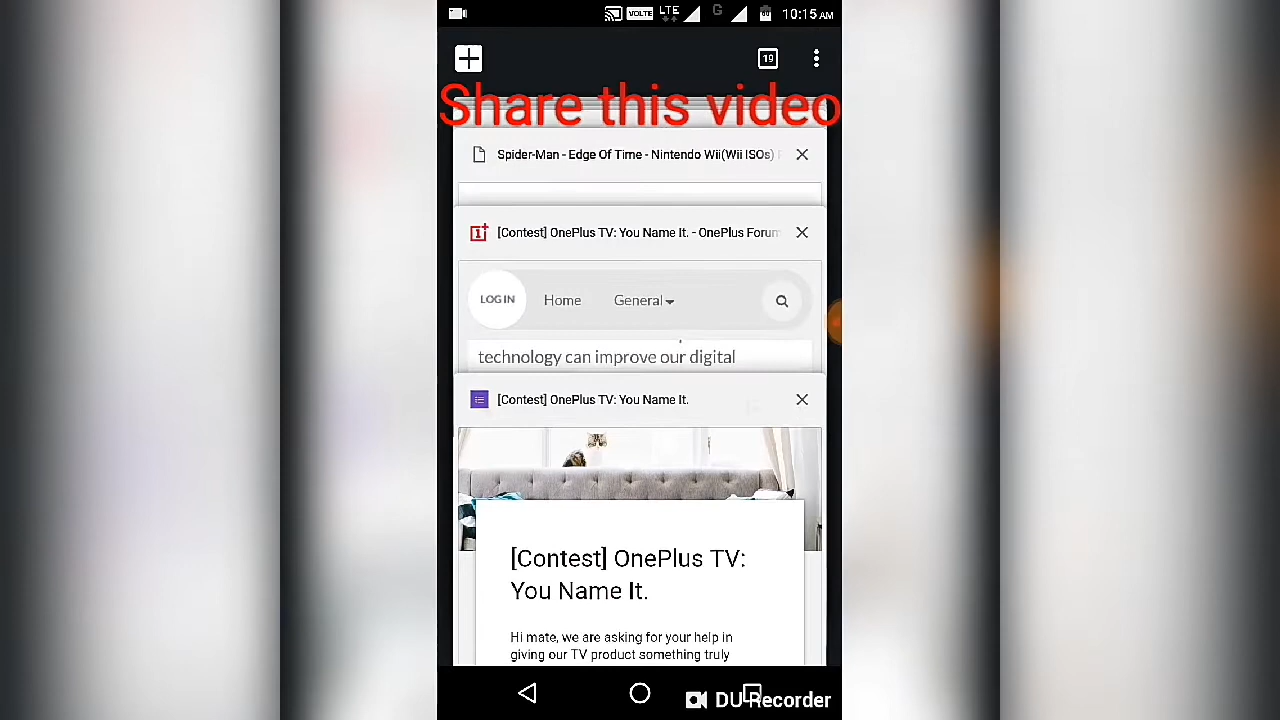 VOLTE LTE G 10:15 AM
19
Share this video
Spider-Man - Edge Of Time - Nintendo Wii(Wii ISOs)
[Contest] OnePlus TV: You Name It. - OnePlus Forum
LOG IN Home General
technology can improve our digital
[Contest] OnePlus TV: You Name It.
[Contest] OnePlus TV:
You Name It.
Hi mate, we are asking for your help in
giving our TV product something truly
DU Recorder